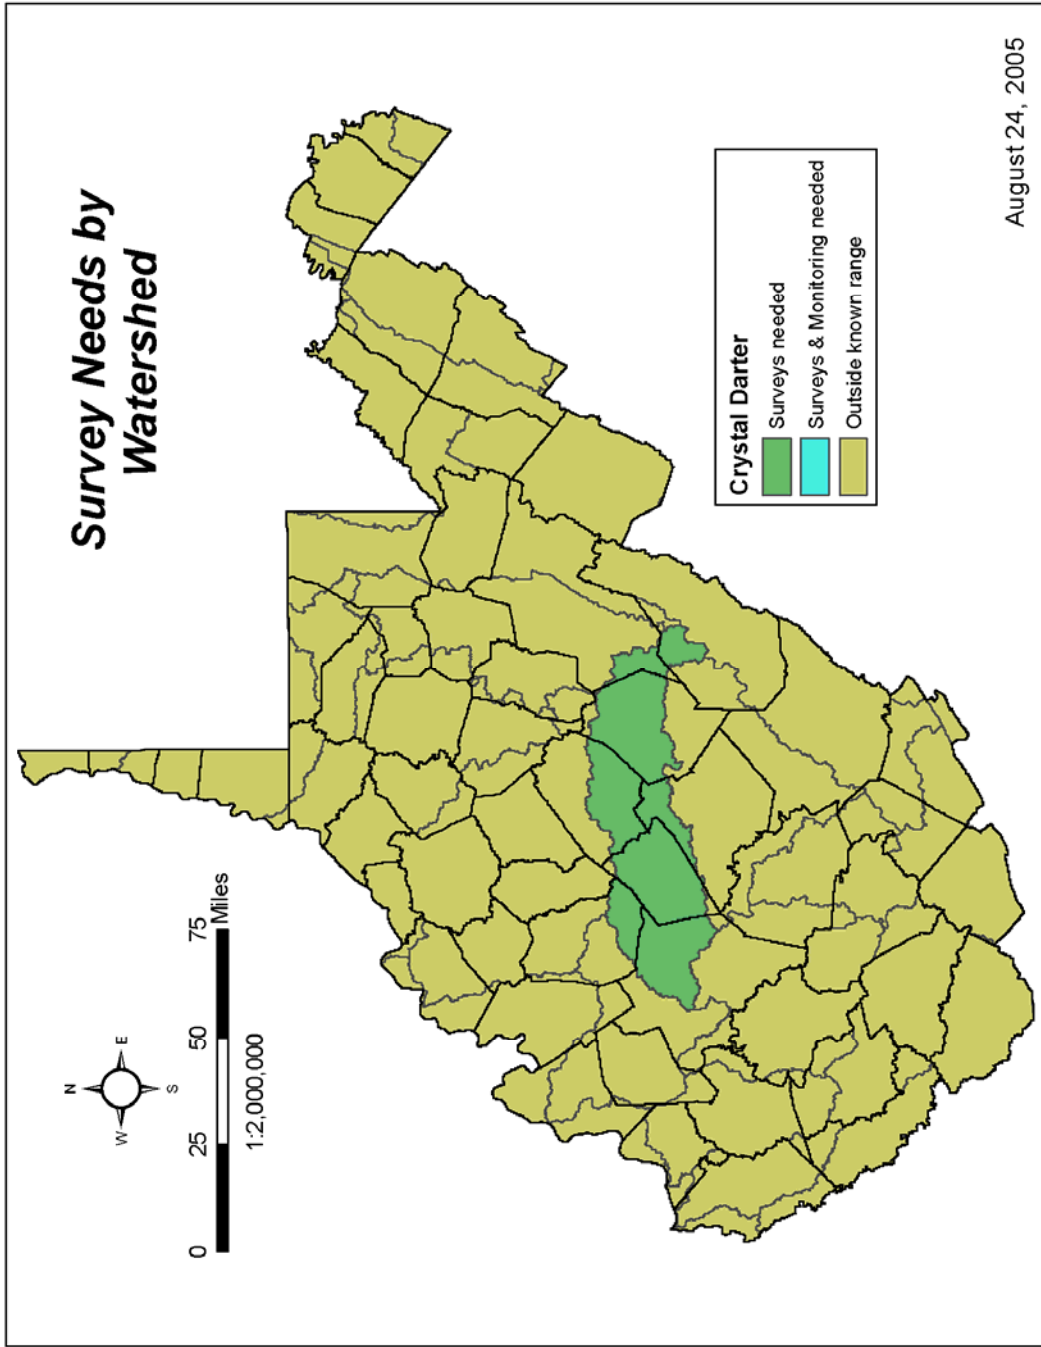 Survey Needs by
Watershed
N
W
E
S
0
25
50
75
Miles
1:2,000,000
Crystal Darter
Surveys needed
Surveys & Monitoring needed
Outside known range
August 24, 2005